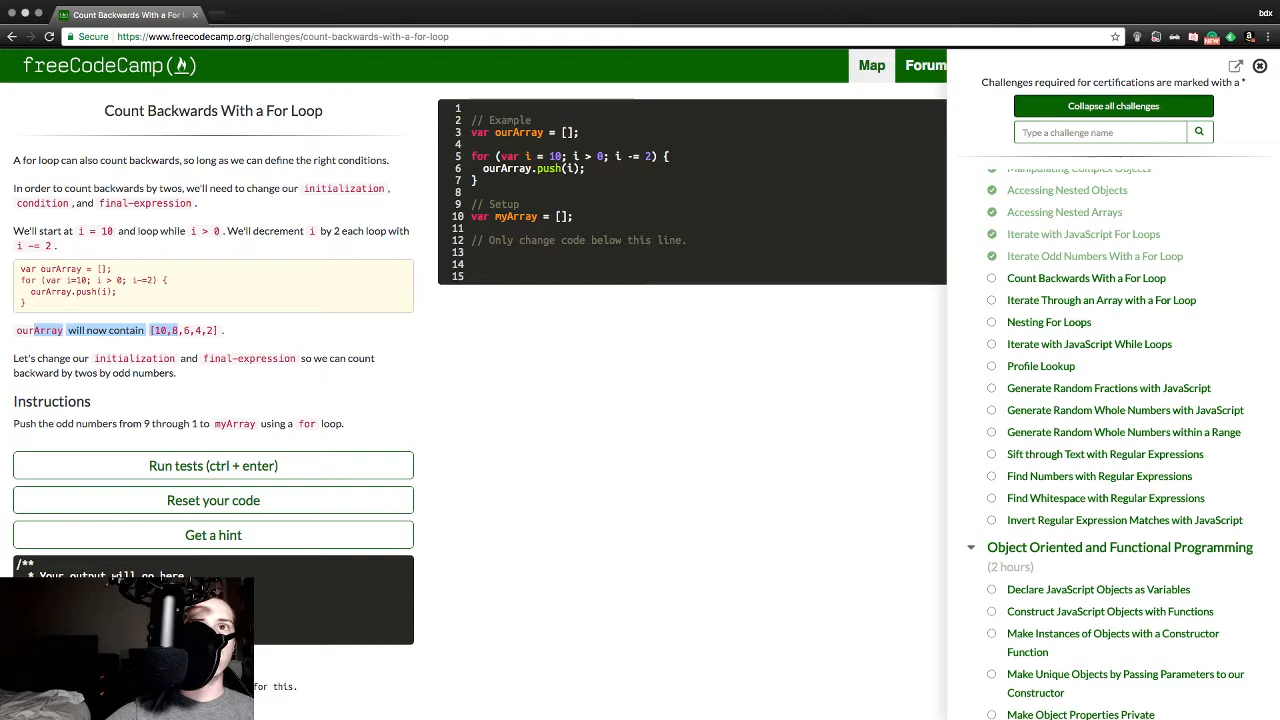 Count Backwards With a For L
bdx
Secure
https://www.freecodecamp.org/challenges/count-backwards-with-a-for-loop
NEW
freeCodeCamp
Map
Forum
Count Backwards With a For Loop
A for loop can also count backwards, so long as we can define the right conditions.
In order to count backwards by twos, we'll need to change our initialization,
condition, and final-expression.
We'll start at i = 10 and loop while i > 0. We'll decrement i by 2 each loop with
i -= 2.
var ourArray = [];
for (var i=10; i > 0; i-=2) {
ourArray.push(i);
}
ourArray will now contain [10,8,6,4,2].
Let's change our initialization and final-expression so we can count
backward by twos by odd numbers.
Instructions
Push the odd numbers from 9 through 1 to myArray using a for loop.
Run tests (ctrl + enter)
Reset your code
Get a hint
/**
* Your output will go here
for this.
1
2 // Example
3 var ourArray = [];
4
5 for (var i = 10; i > 0; i -= 2) {
6 ourArray.push(i);
7 }
8
9 // Setup
10 var myArray = [];
11
12 // Only change code below this line.
13
14
15
Challenges required for certifications are marked with a *
Collapse all challenges
Type a challenge name
Manipulating Complex Objects
Accessing Nested Objects
Accessing Nested Arrays
Iterate with JavaScript For Loops
Iterate Odd Numbers With a For Loop
Count Backwards With a For Loop
Iterate Through an Array with a For Loop
Nesting For Loops
Iterate with JavaScript While Loops
Profile Lookup
Generate Random Fractions with JavaScript
Generate Random Whole Numbers with JavaScript
Generate Random Whole Numbers within a Range
Sift through Text with Regular Expressions
Find Numbers with Regular Expressions
Find Whitespace with Regular Expressions
Invert Regular Expression Matches with JavaScript
Object Oriented and Functional Programming
(2 hours)
Declare JavaScript Objects as Variables
Construct JavaScript Objects with Functions
Make Instances of Objects with a Constructor
Function
Make Unique Objects by Passing Parameters to our
Constructor
Make Object Properties Private